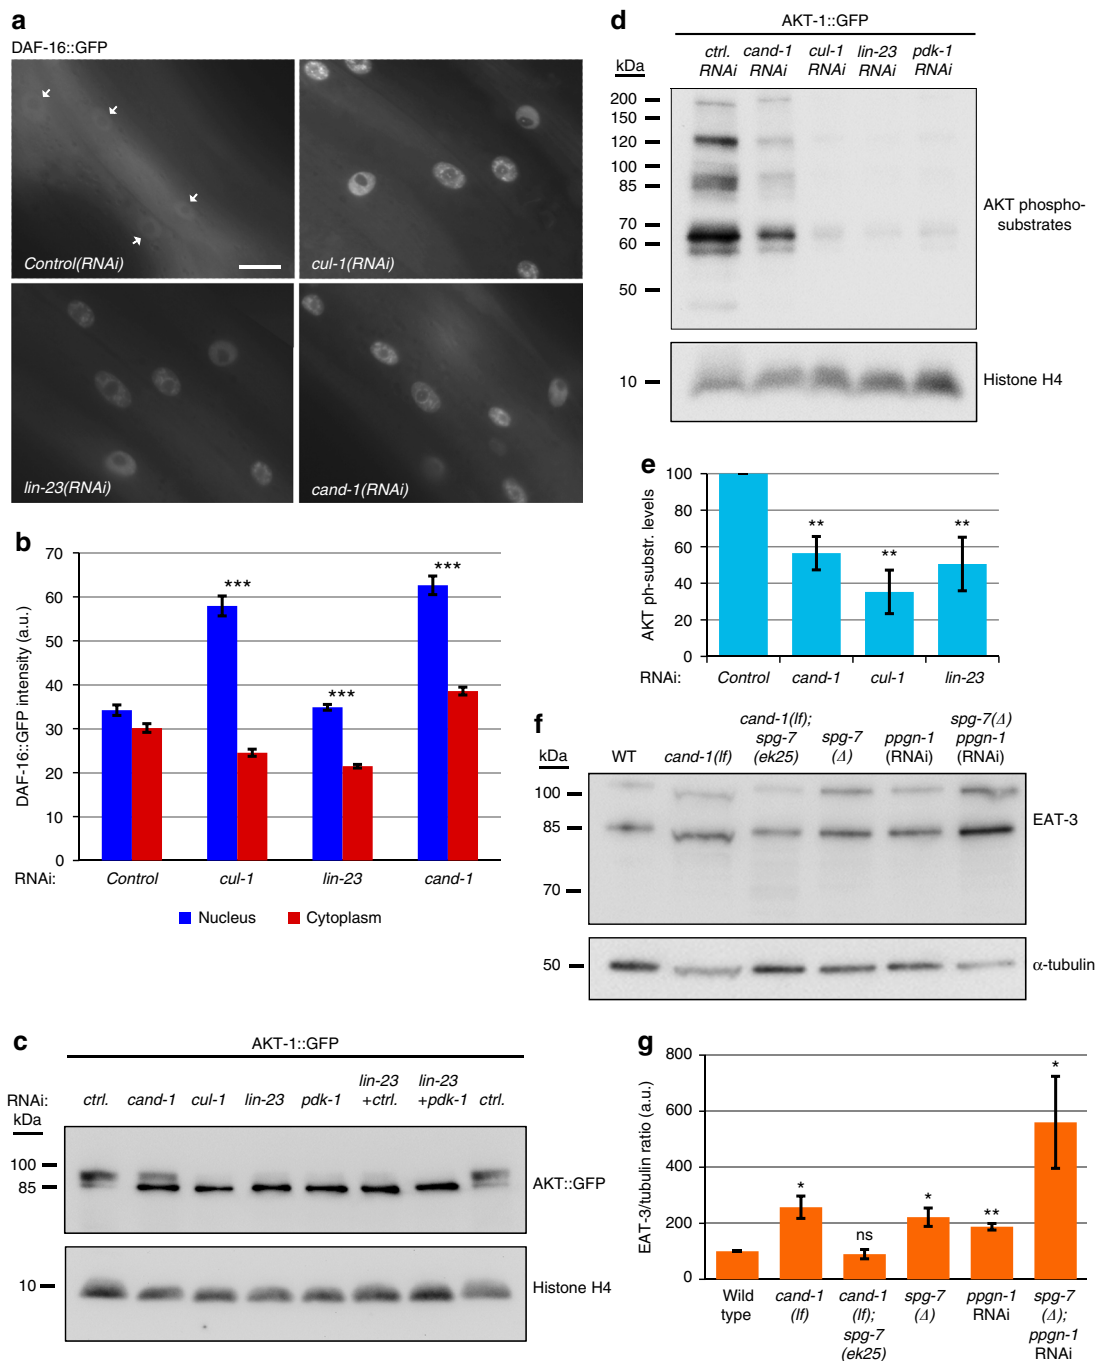 a
DAF-16::GFP
Control(RNAi)
cul-1(RNAi)
lin-23(RNAi)
cand-1(RNAi)
b
DAF-16::GFP intensity (a.u.)
70
60
50
40
30
20
10
0
***
***
***
RNAi: Control cul-1 lin-23 cand-1
Nucleus Cytoplasm
c
AKT-1::GFP
RNAi: ctrl. cand-1 cul-1 lin-23 pdk-1 lin-23 +ctrl. lin-23 +pdk-1 ctrl.
kDa
100
85
AKT::GFP
10
Histone H4
d
AKT-1::GFP
ctrl. RNAi cand-1 RNAi cul-1 RNAi lin-23 RNAi pdk-1 RNAi
kDa
200
150
120
100
85
70
60
50
AKT phospho-
substrates
10
Histone H4
e
AKT ph-substr. levels
100
80
60
40
20
0
**
**
**
RNAi: Control cand-1 cul-1 lin-23
f
kDa
WT cand-1(lf) cand-1(lf); spg-7 (ek25) spg-7 (Δ) ppgn-1 (RNAi) spg-7(Δ) ppgn-1 (RNAi)
100
85
70
EAT-3
50
α-tubulin
g
EAT-3/tubulin ratio (a.u.)
800
600
400
200
0
*
ns
*
**
*
Wild type
cand-1 (lf)
cand-1 (lf); spg-7 (ek25)
spg-7 (Δ)
ppgn-1 RNAi
spg-7 (Δ); ppgn-1 RNAi